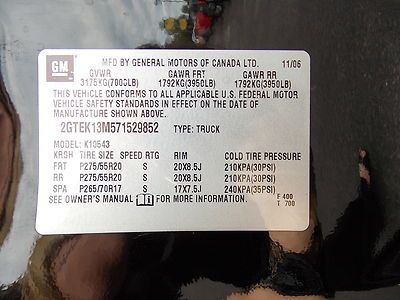 GM
MFD BY GENERAL MOTORS OF CANADA LTD. 11/06
GVWR GAWR FRT GAWR RR
3175KG(7000LB) 1792KG(3950LB) 1792KG(3950LB)
THIS VEHICLE CONFORMS TO ALL APPLICABLE U.S. FEDERAL MOTOR
VEHICLE SAFETY STANDARDS IN EFFECT ON THE DATE OF
MANUFACTURE SHOWN ABOVE.
2GTEK13M571529852 TYPE: TRUCK
MODEL: K10543
KRSH TIRE SIZE SPEED RTG RIM COLD TIRE PRESSURE
FRT P275/55R20 S 20X8.5J 210KPA(30PSI)
RR P275/55R20 S 20X8.5J 210KPA(30PSI)
SPA P265/70R17 S 17X7.5J 240KPA(35PSI)
SEE OWNER'S MANUAL FOR MORE INFORMATION. F 400
T 700